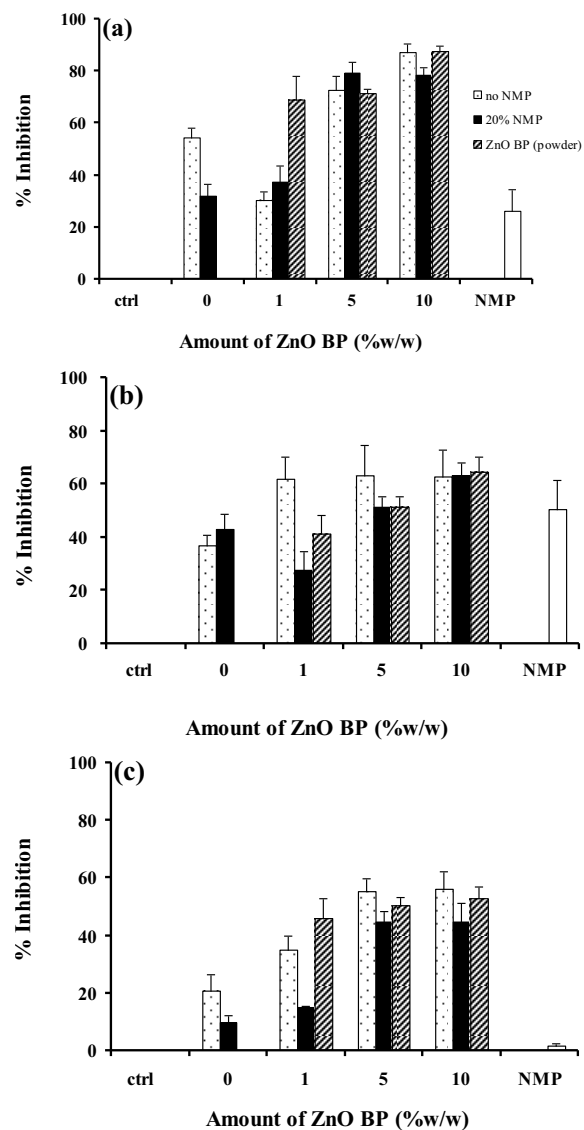 (a)
100
80
60
40
20
0
% Inhibition
no NMP
20% NMP
ZnO BP (powder)
ctrl 0 1 5 10 NMP
Amount of ZnO BP (%w/w)
(b)
100
80
60
40
20
0
% Inhibition
ctrl 0 1 5 10 NMP
Amount of ZnO BP (%w/w)
(c)
100
80
60
40
20
0
% Inhibition
ctrl 0 1 5 10 NMP
Amount of ZnO BP (%w/w)